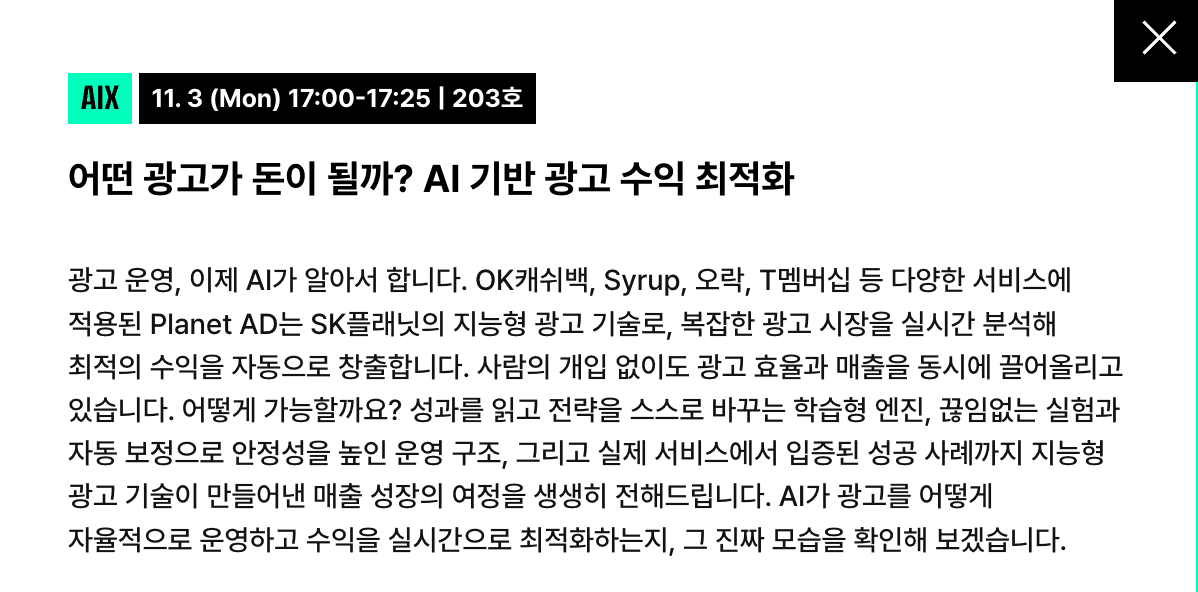 AIX 11. 3 (Mon) 17:00-17:25 | 203호
어떤 광고가 돈이 될까? AI 기반 광고 수익 최적화
광고 운영, 이제 AI가 알아서 합니다. OK캐쉬백, Syrup, 오락, T멤버십 등 다양한 서비스에
적용된 Planet AD는 SK플래닛의 지능형 광고 기술로, 복잡한 광고 시장을 실시간 분석해
최적의 수익을 자동으로 창출합니다. 사람의 개입 없이도 광고 효율과 매출을 동시에 끌어올리고
있습니다. 어떻게 가능할까요? 성과를 읽고 전략을 스스로 바꾸는 학습형 엔진, 끊임없는 실험과
자동 보정으로 안정성을 높인 운영 구조, 그리고 실제 서비스에서 입증된 성공 사례까지 지능형
광고 기술이 만들어낸 매출 성장의 여정을 생생히 전해드립니다. AI가 광고를 어떻게
자율적으로 운영하고 수익을 실시간으로 최적화하는지, 그 진짜 모습을 확인해 보겠습니다.